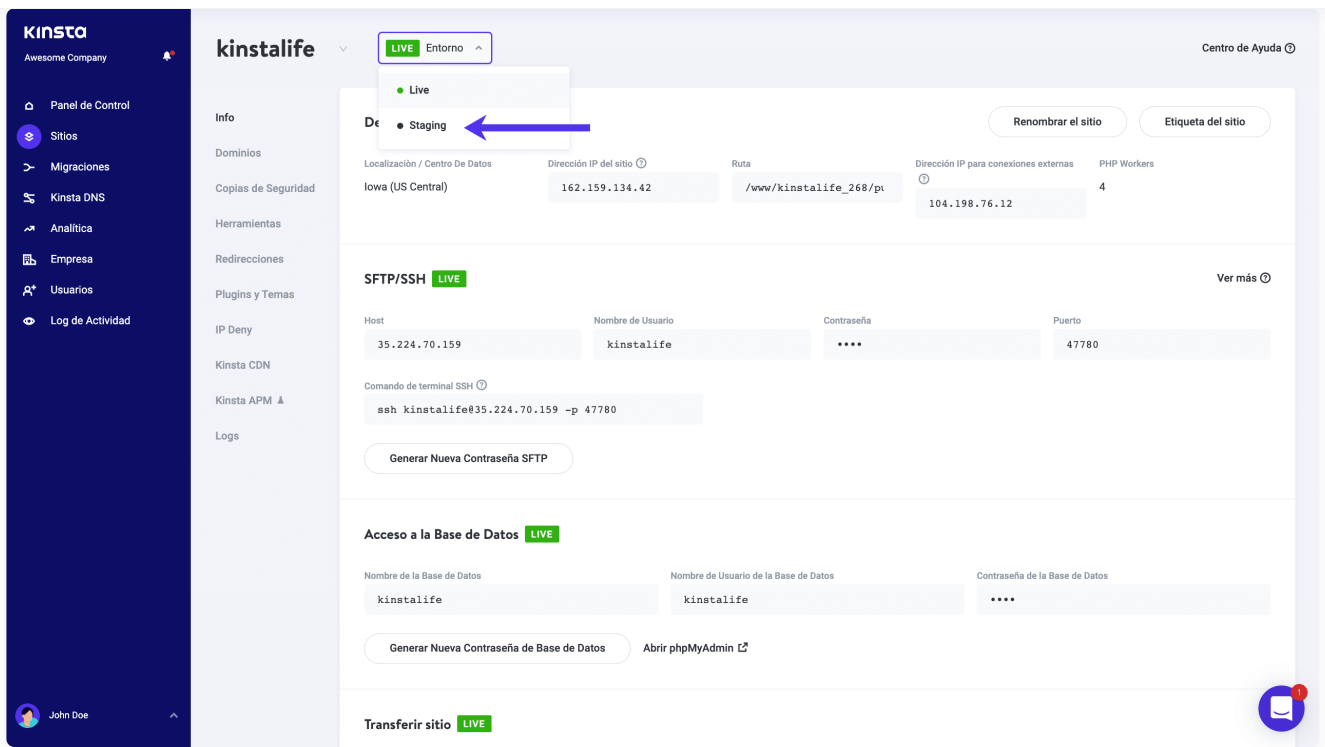 KINSTA
Awesome Company
Panel de Control
Sitios
Migraciones
Kinsta DNS
Analítica
Empresa
Usuarios
Log de Actividad
John Doe
kinstalife
LIVE Entorno
Live
Staging
Centro de Ayuda
Info
Dominios
Copias de Seguridad
Herramientas
Redirecciones
Plugins y Temas
IP Deny
Kinsta CDN
Kinsta APM
Logs
De
Renombrar el sitio
Etiqueta del sitio
Localizaciòn / Centro De Datos
Iowa (US Central)
Dirección IP del sitio
162.159.134.42
Ruta
/www/kinstalife_268/pu
Dirección IP para conexiones externas
104.198.76.12
PHP Workers
4
SFTP/SSH LIVE
Ver más
Host
35.224.70.159
Nombre de Usuario
kinstalife
Contraseña
••••
Puerto
47780
Comando de terminal SSH
ssh kinstalife@35.224.70.159 -p 47780
Generar Nueva Contraseña SFTP
Acceso a la Base de Datos LIVE
Nombre de la Base de Datos
kinstalife
Nombre de Usuario de la Base de Datos
kinstalife
Contraseña de la Base de Datos
••••
Generar Nueva Contraseña de Base de Datos
Abrir phpMyAdmin
Transferir sitio LIVE
1